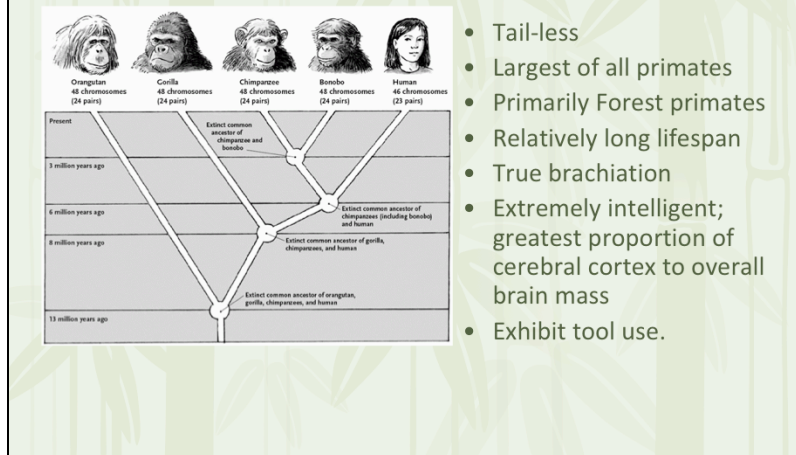 Orangutan
48 chromosomes
(24 pairs)
Gorilla
48 chromosomes
(24 pairs)
Chimpanzee
48 chromosomes
(24 pairs)
Bonobo
48 chromosomes
(24 pairs)
Human
46 chromosomes
(23 pairs)
Present
Extinct common
ancestor of
chimpanzee and
bonobo
3 million years ago
6 million years ago
Extinct common ancestor of
chimpanzees (including bonobo)
and human
8 million years ago
Extinct common ancestor of gorilla,
chimpanzees, and human
Extinct common ancestor of orangutan,
gorilla, chimpanzees, and human
13 million years ago
• Tail-less
• Largest of all primates
• Primarily Forest primates
• Relatively long lifespan
• True brachiation
• Extremely intelligent;
greatest proportion of
cerebral cortex to overall
brain mass
• Exhibit tool use.